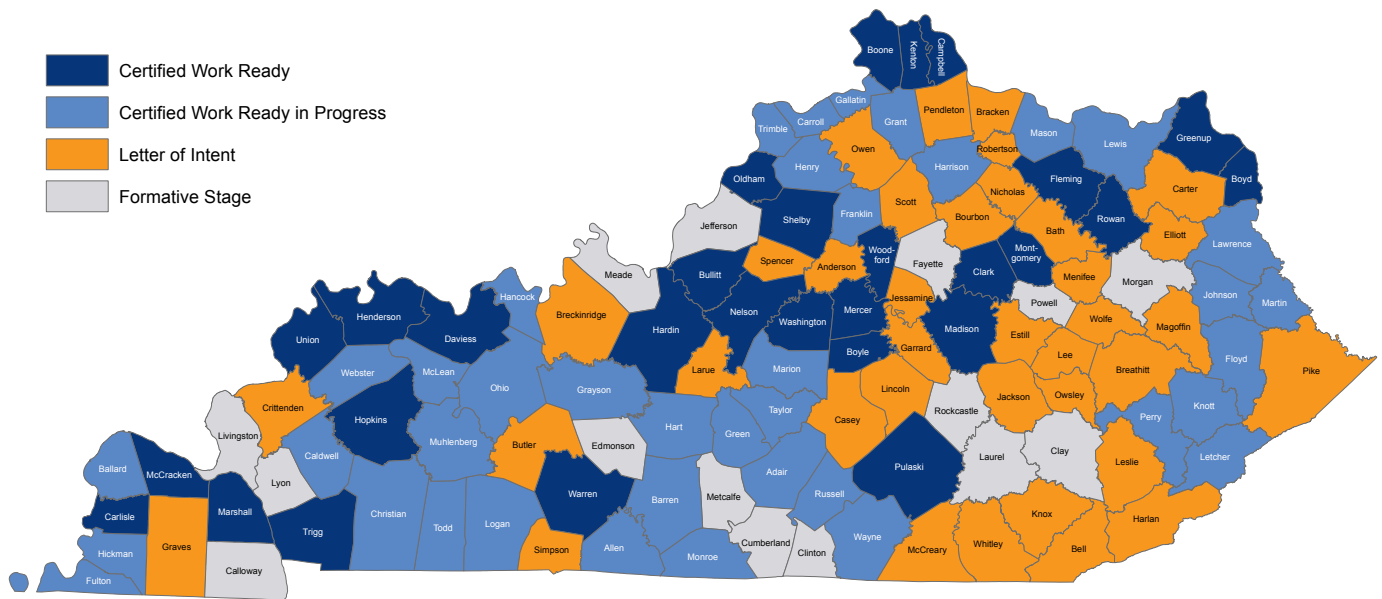 Certified Work Ready
Certified Work Ready in Progress
Letter of Intent
Formative Stage
Boone
Kenton
Campbell
Gallatin
Carroll
Trimble
Grant
Pendleton
Bracken
Mason
Lewis
Greenup
Boyd
Owen
Robertson
Henry
Harrison
Fleming
Carter
Oldham
Nicholas
Rowan
Scott
Shelby
Franklin
Bourbon
Bath
Elliott
Lawrence
Jefferson
Wood-
ford
Fayette
Clark
Mont-
gomery
Spencer
Anderson
Bullitt
Meade
Menifee
Morgan
Johnson
Martin
Hancock
Breckinridge
Jessamine
Powell
Nelson
Washington
Mercer
Madison
Wolfe
Magoffin
Henderson
Hardin
Estill
Union
Daviess
Garrard
Boyle
Lee
Floyd
Larue
Marion
Breathitt
Pike
Webster
McLean
Ohio
Grayson
Lincoln
Jackson
Owsley
Crittenden
Taylor
Casey
Rockcastle
Perry
Knott
Hopkins
Livingston
Muhlenberg
Butler
Edmonson
Hart
Green
Laurel
Clay
Leslie
Letcher
Caldwell
Ballard
McCracken
Lyon
Adair
Pulaski
Warren
Metcalfe
Barren
Russell
Carlisle
Marshall
Christian
Todd
Logan
Knox
Harlan
Trigg
Wayne
Cumberland
Clinton
McCreary
Whitley
Bell
Hickman
Graves
Simpson
Allen
Monroe
Calloway
Fulton